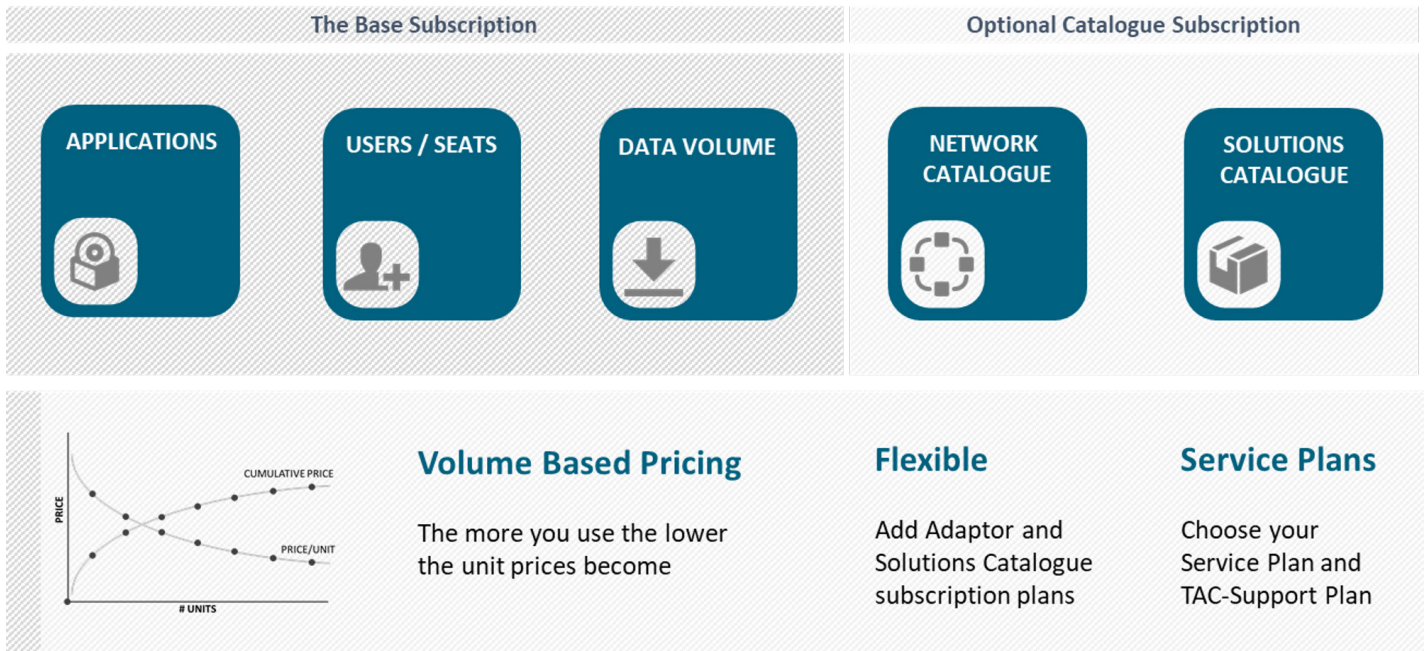 The Base Subscription
Optional Catalogue Subscription
APPLICATIONS
USERS / SEATS
DATA VOLUME
NETWORK
CATALOGUE
SOLUTIONS
CATALOGUE
PRICE
CUMULATIVE PRICE
PRICE/UNIT
# UNITS
Volume Based Pricing
The more you use the lower
the unit prices become
Flexible
Add Adaptor and
Solutions Catalogue
subscription plans
Service Plans
Choose your
Service Plan and
TAC-Support Plan